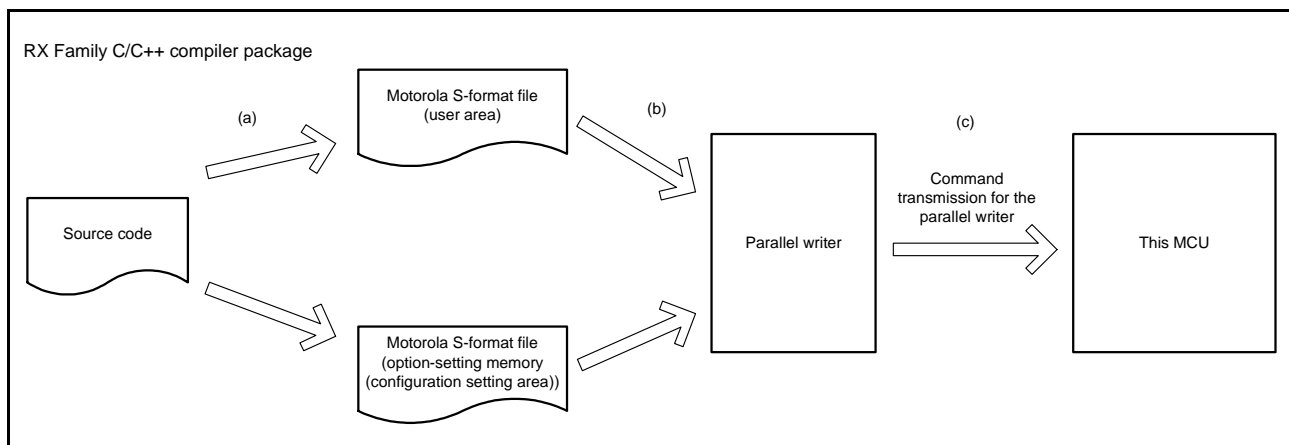 RX Family C/C++ compiler package
(a)
Motorola S-format file
(user area)
(b)
(c)
Source code
Parallel writer
Command
transmission for the
parallel writer
This MCU
Motorola S-format file
(option-setting memory
(configuration setting area))